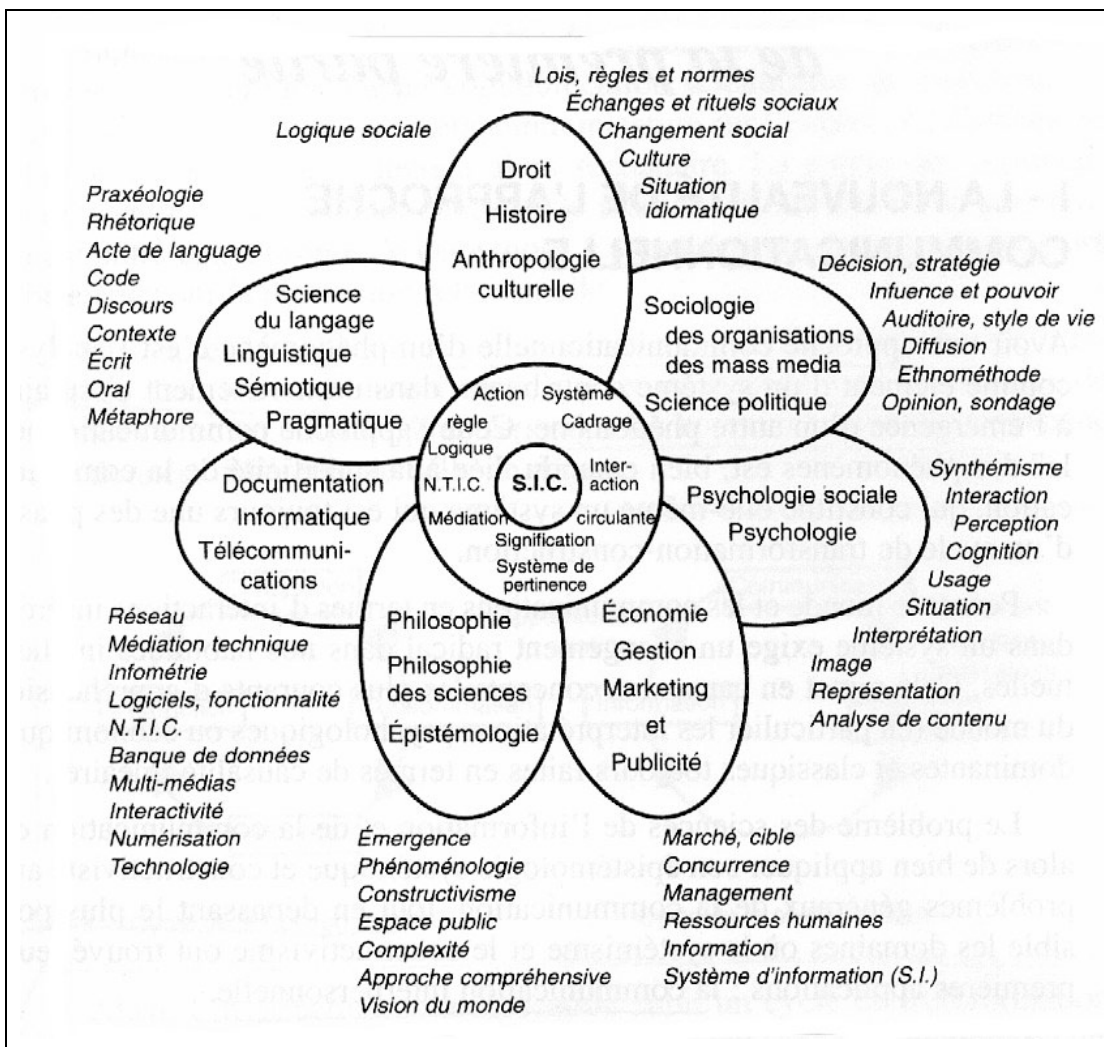 Lois, règles et normes
Échanges et rituels sociaux
Changement social
Culture
Situation
idiomatique
Logique sociale
Droit
Histoire
Anthropologie
culturelle
Praxéologie
Rhétorique
Acte de language
Code
Discours
Contexte
Écrit
Oral
Métaphore
Science
du langage
Linguistique
Sémiotique
Pragmatique
Sociologie
des organisations
des mass media
Science politique
Décision, stratégie
Infuence et pouvoir
Auditoire, style de vie
Diffusion
Ethnométhode
Opinion, sondage
Action
Système
règle
Cadrage
Logique
N.T.I.C.
S.I.C.
Inter-
action
Médiation
circulante
Signification
Système de
pertinence
Documentation
Informatique
Télécommuni-
cations
Psychologie sociale
Psychologie
Synthémisme
Interaction
Perception
Cognition
Usage
Situation
Interprétation
Image
Représentation
Analyse de contenu
Réseau
Médiation technique
Infométrie
Logiciels, fonctionnalite
N.T.I.C.
Banque de données
Multi-médias
Interactivité
Numérisation
Technologie
Philosophie
Philosophie
des sciences
Épistémologie
Économie
Gestion
Marketing
et
Publicité
Émergence
Phénoménologie
Constructivisme
Espace public
Complexité
Approche compréhensive
Vision du monde
Marché, cible
Concurrence
Management
Ressources humaines
Information
Système d'information (S.I.)